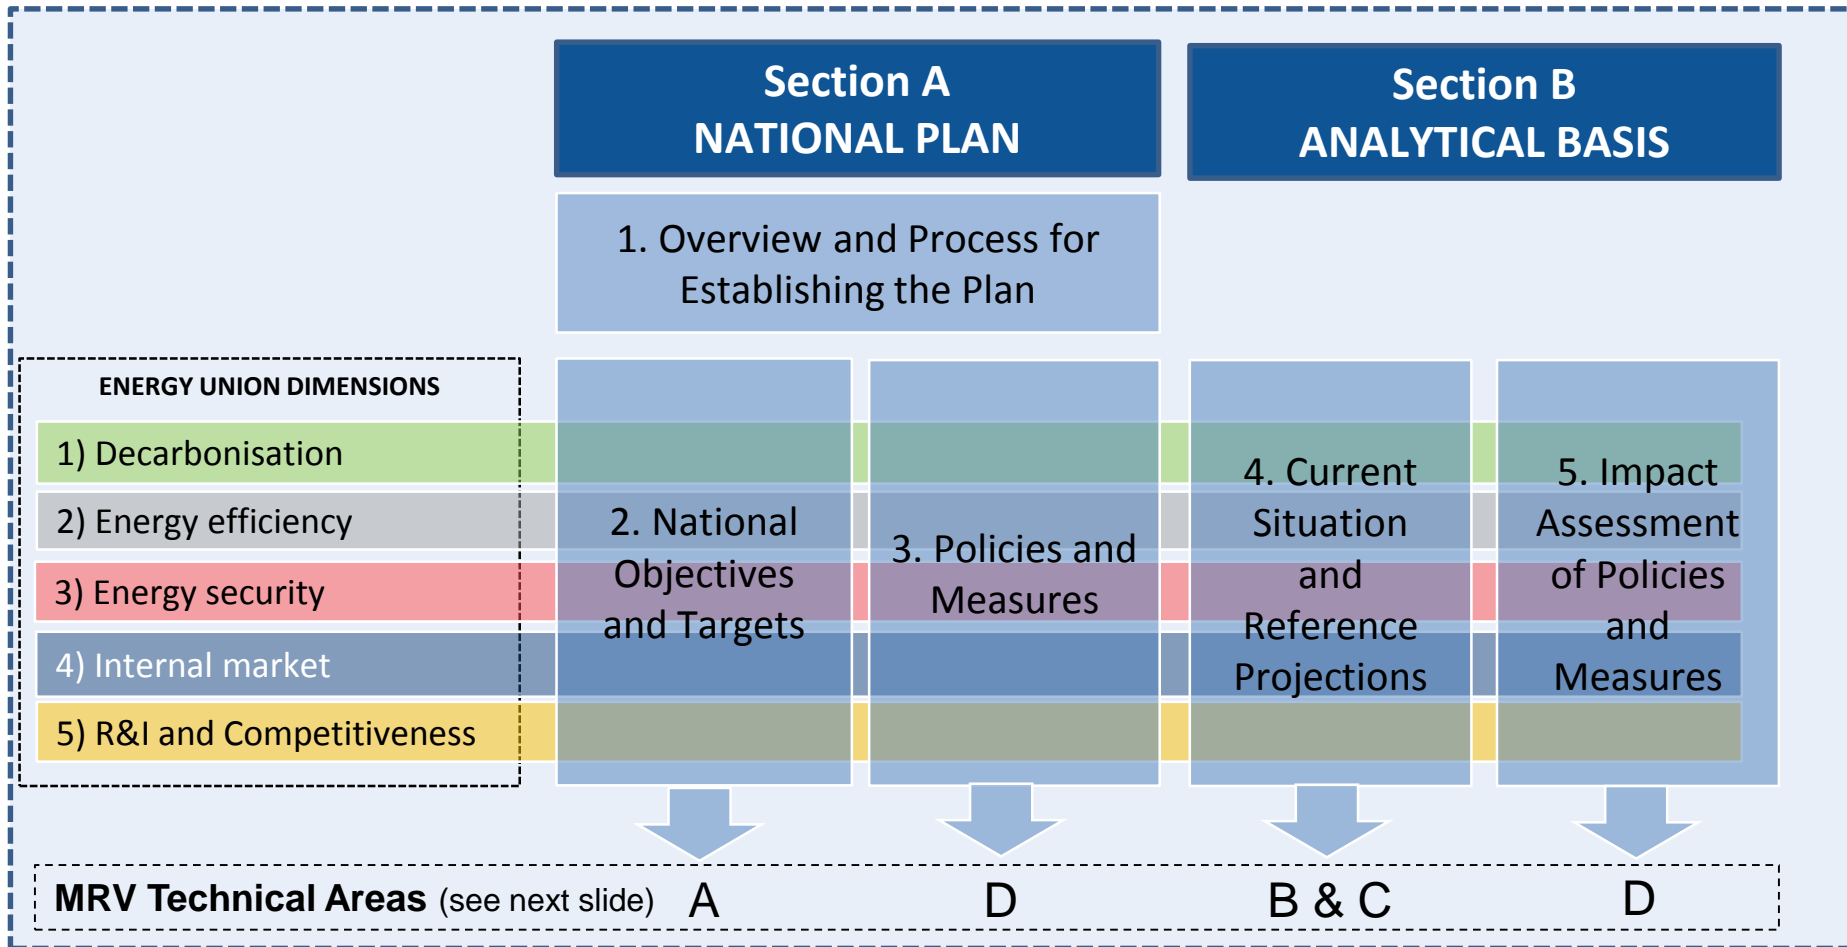 Section A
NATIONAL PLAN
Section B
ANALYTICAL BASIS
1. Overview and Process for
Establishing the Plan
ENERGY UNION DIMENSIONS
1) Decarbonisation
2) Energy efficiency
3) Energy security
4) Internal market
5) R&I and Competitiveness
2. National
Objectives
and Targets
3. Policies and
Measures
4. Current
Situation
and
Reference
Projections
5. Impact
Assessment
of Policies
and
Measures
MRV Technical Areas (see next slide) A D B & C D